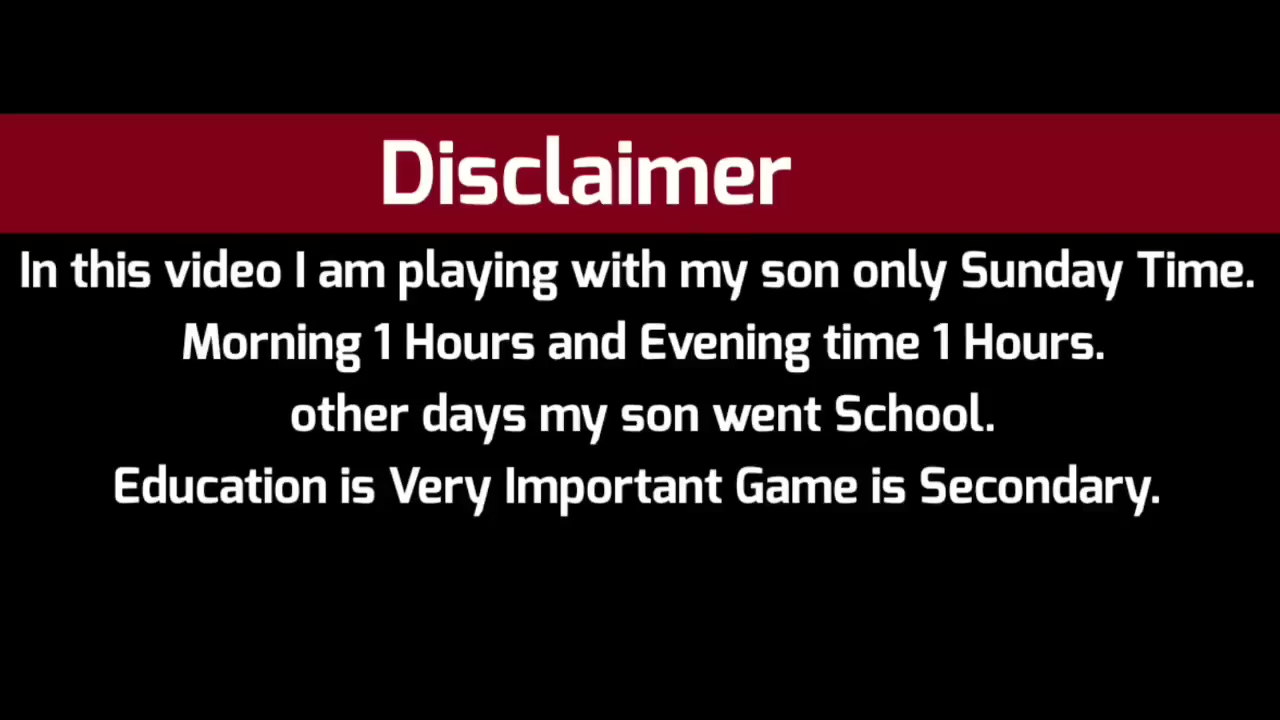 Disclaimer
In this video I am playing with my son only Sunday Time.
Morning 1 Hours and Evening time 1 Hours.
other days my son went School.
Education is Very Important Game is Secondary.